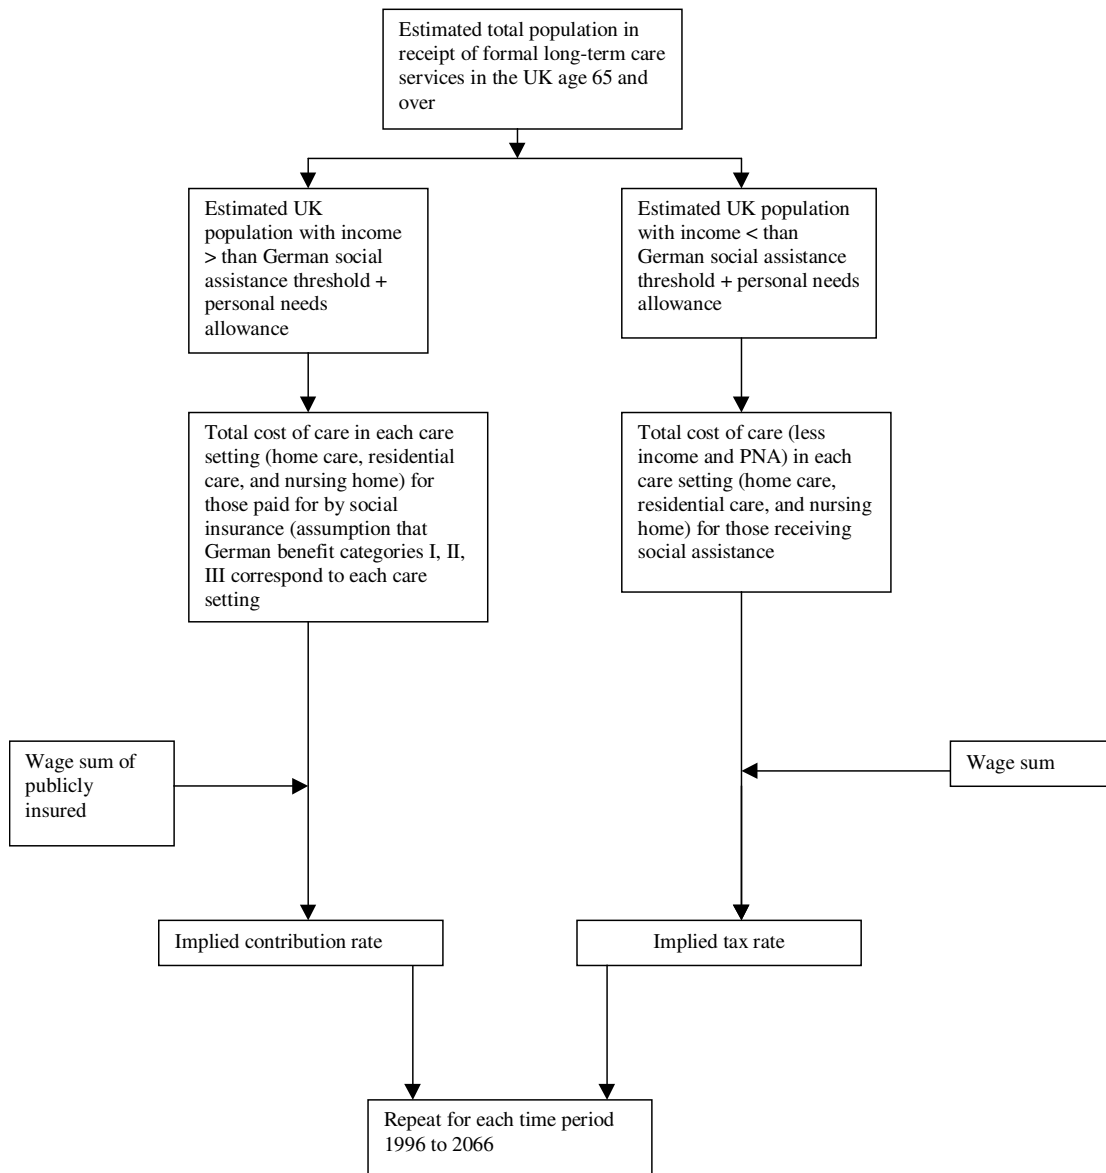 Estimated total population in
receipt of formal long-term care
services in the UK age 65 and
over
Estimated UK
population with income
> than German social
assistance threshold +
personal needs
allowance
Estimated UK population
with income < than
German social assistance
threshold + personal needs
allowance
Total cost of care in each care
setting (home care, residential
care, and nursing home) for
those paid for by social
insurance (assumption that
German benefit categories I, II,
III correspond to each care
setting
Total cost of care (less
income and PNA) in each
care setting (home care,
residential care, and nursing
home) for those receiving
social assistance
Wage sum of
publicly
insured
Wage sum
Implied contribution rate
Implied tax rate
Repeat for each time period
1996 to 2066